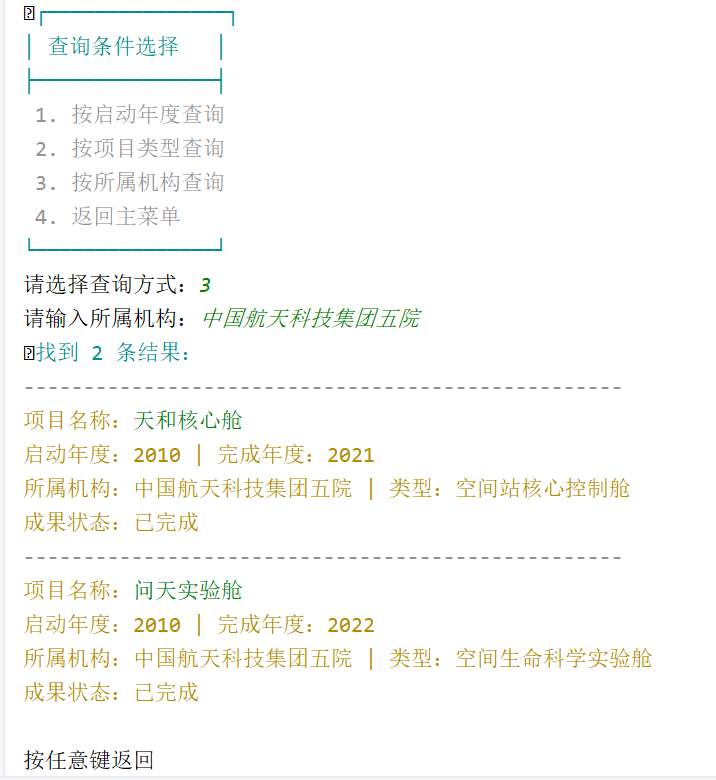 查询条件选择
1. 按启动年度查询
2. 按项目类型查询
3. 按所属机构查询
4. 返回主菜单
请选择查询方式：3
请输入所属机构：中国航天科技集团五院
找到 2 条结果：
--------------------------------------------------
项目名称：天和核心舱
启动年度：2010 | 完成年度：2021
所属机构：中国航天科技集团五院 | 类型：空间站核心控制舱
成果状态：已完成
--------------------------------------------------
项目名称：问天实验舱
启动年度：2010 | 完成年度：2022
所属机构：中国航天科技集团五院 | 类型：空间生命科学实验舱
成果状态：已完成
按任意键返回